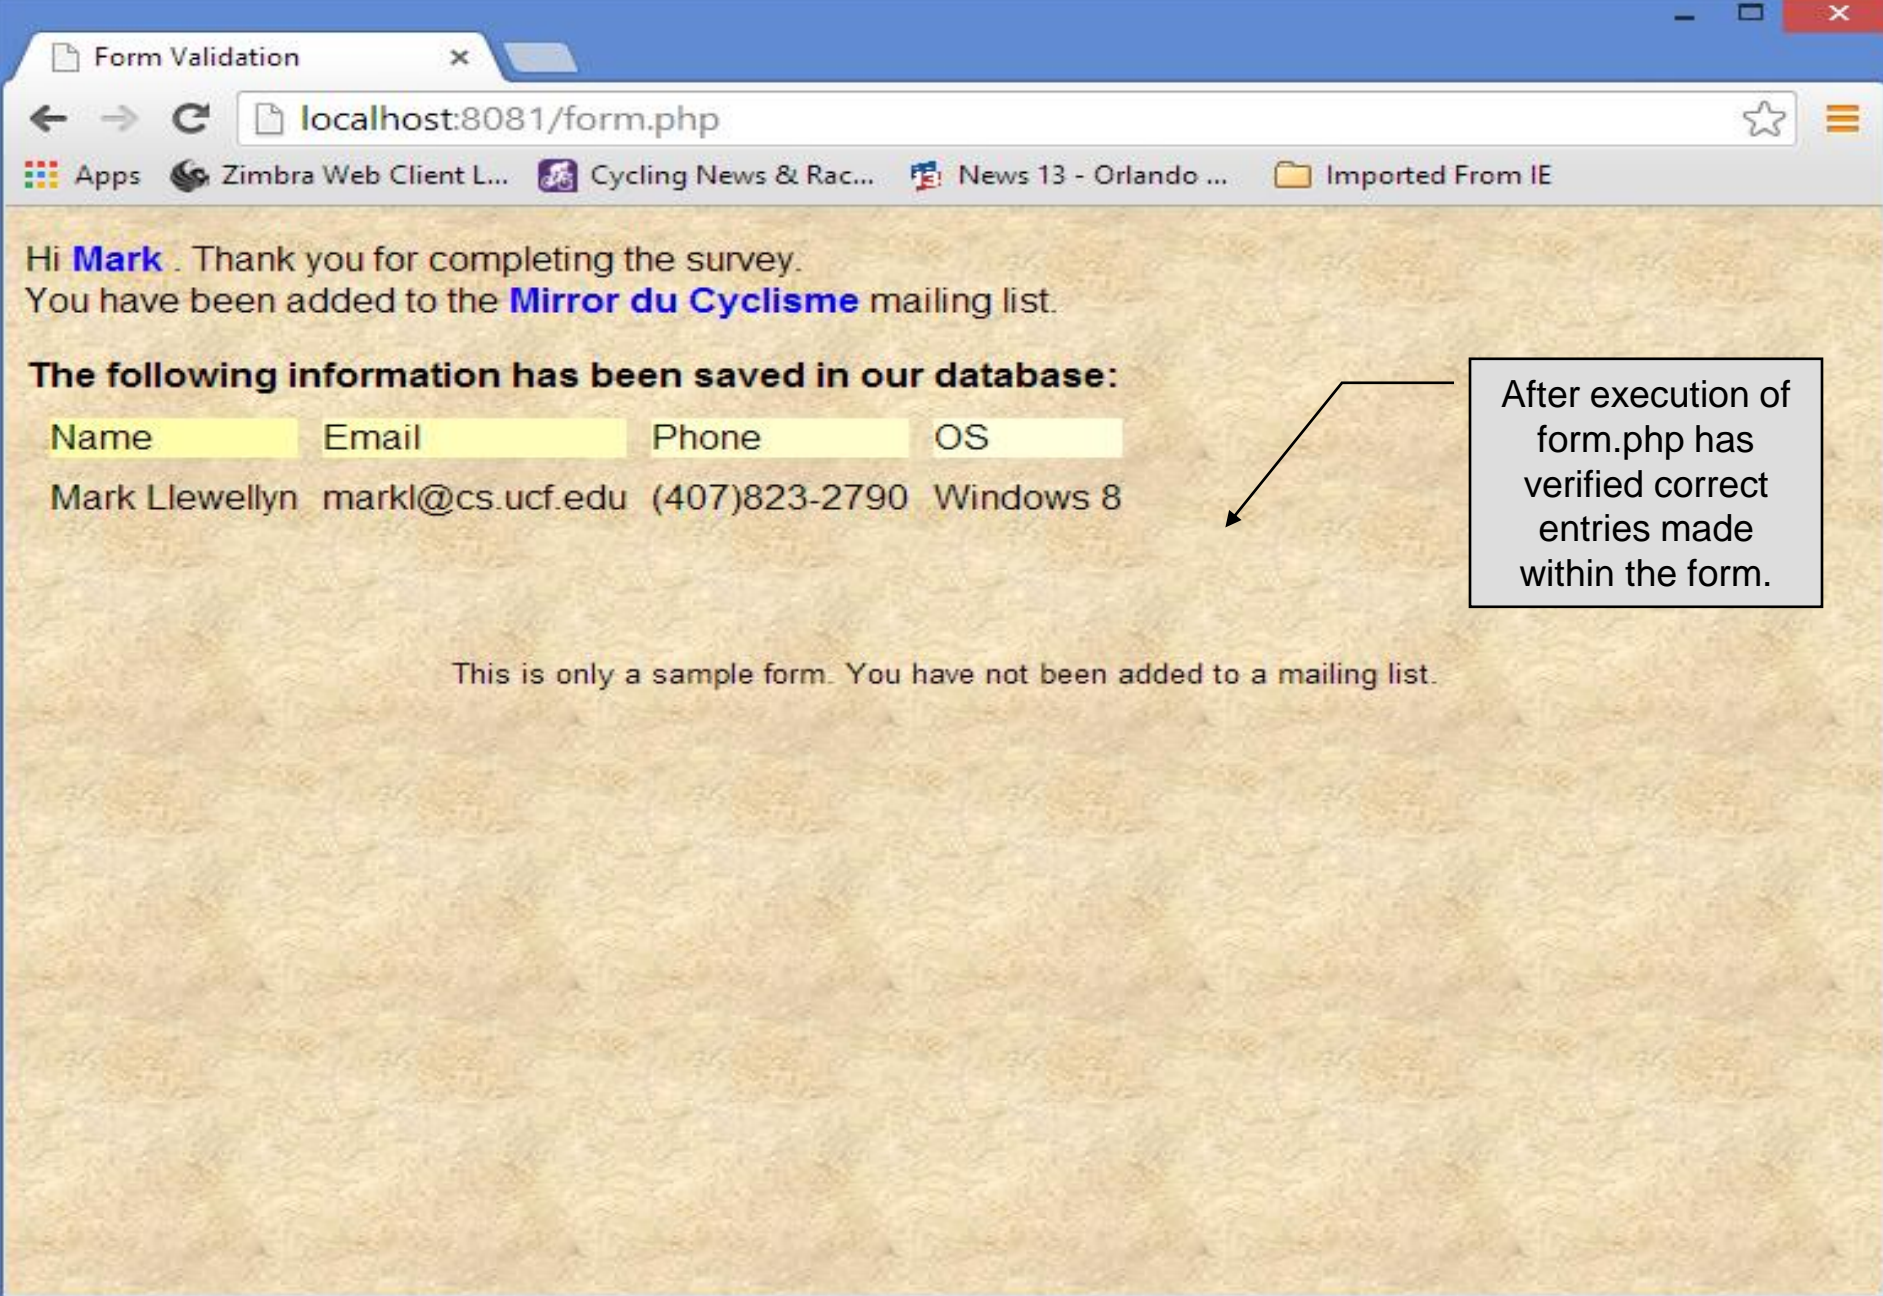 Form Validation
localhost:8081/form.php
Apps Zimbra Web Client L... Cycling News & Rac... News 13 - Orlando ... Imported From IE
Hi Mark . Thank you for completing the survey.
You have been added to the Mirror du Cyclisme mailing list.
The following information has been saved in our database:
Name Email Phone OS
Mark Llewellyn markl@cs.ucf.edu (407)823-2790 Windows 8
After execution of
form.php has
verified correct
entries made
within the form.
This is only a sample form. You have not been added to a mailing list.